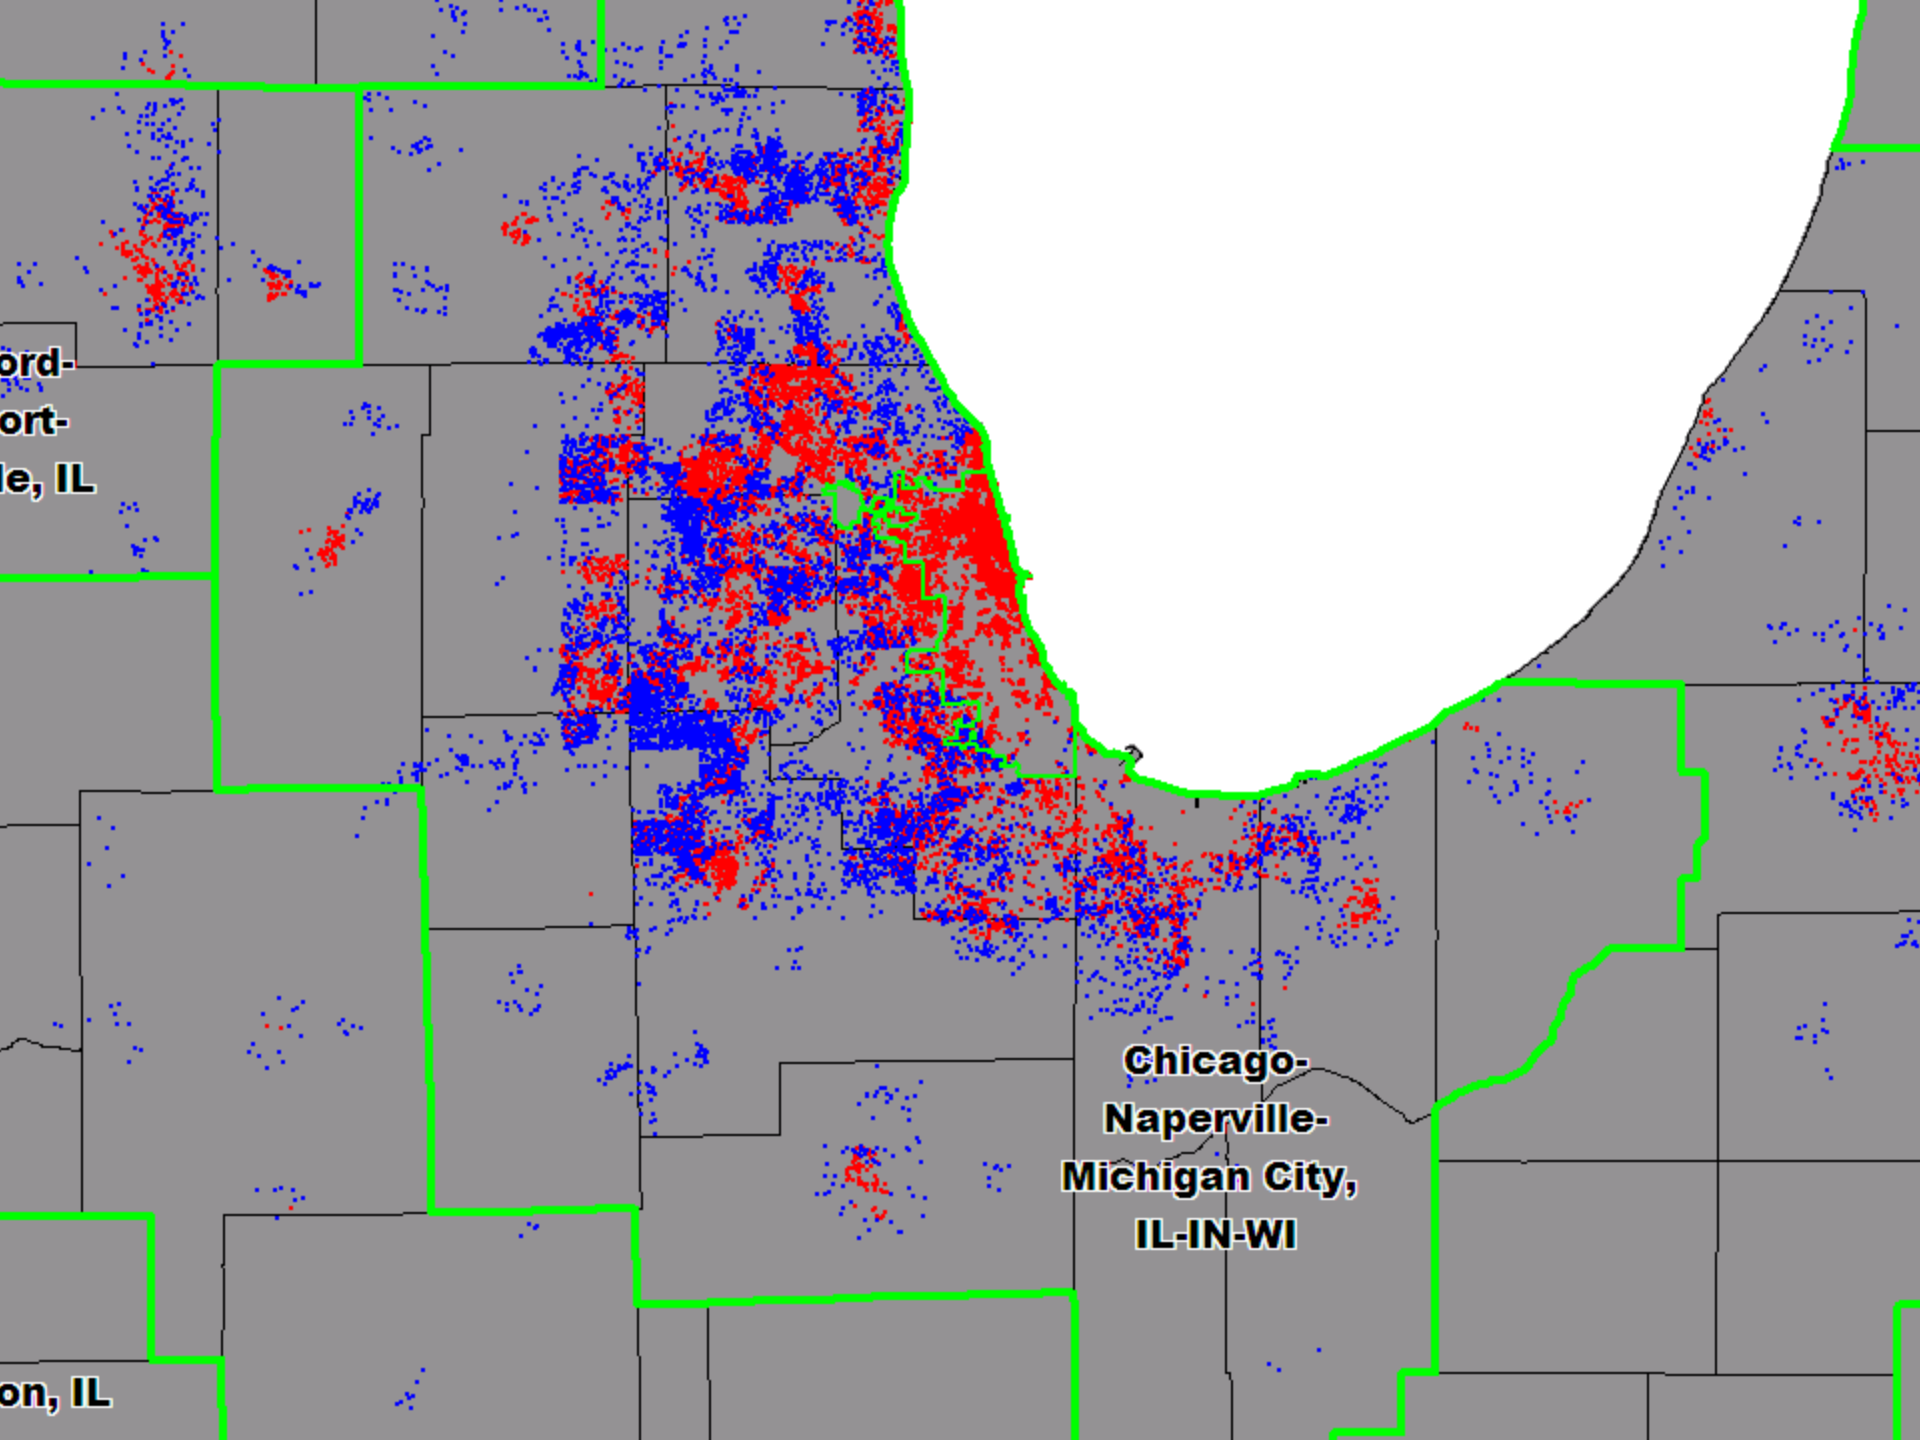 ord-
ort-
le, IL
Chicago-
Naperville-
Michigan City,
IL-IN-WI
on, IL